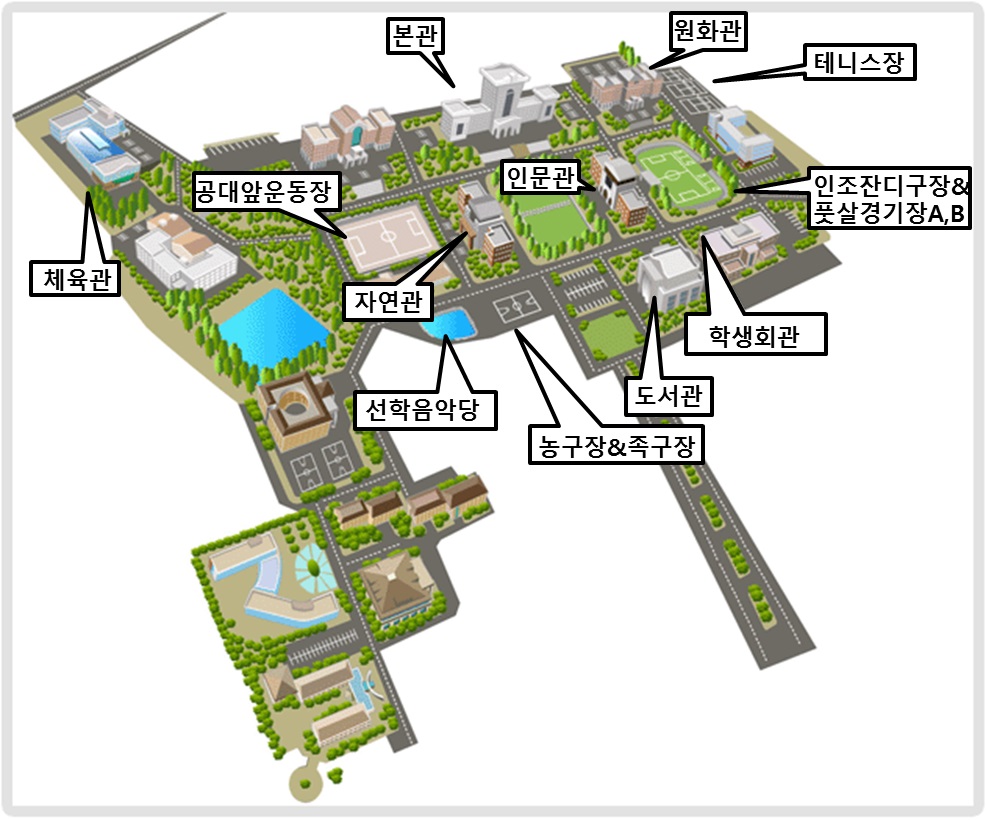 본관
원화관
테니스장
인문관
공대앞운동장
인조잔디구장&
풋살경기장A,B
체육관
자연관
학생회관
선학음악당
도서관
농구장&족구장